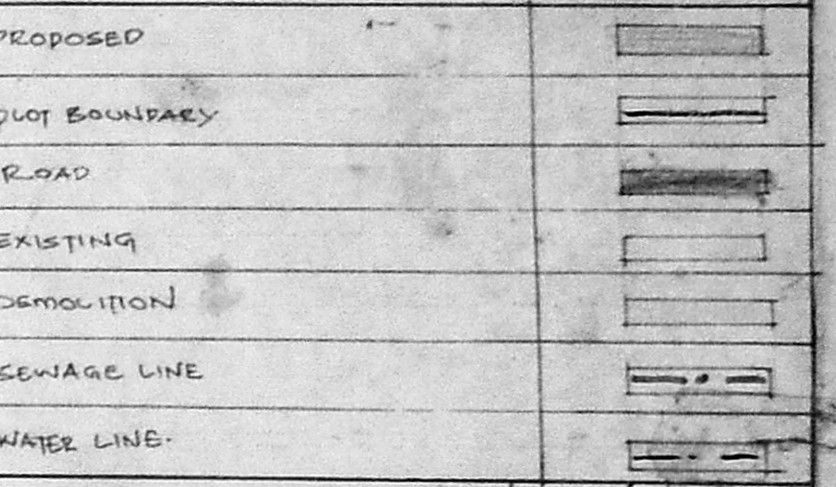 PROPOSED
PLOT BOUNDARY
ROAD
EXISTING
DEMOLITION
SEWAGE LINE
WATER LINE.